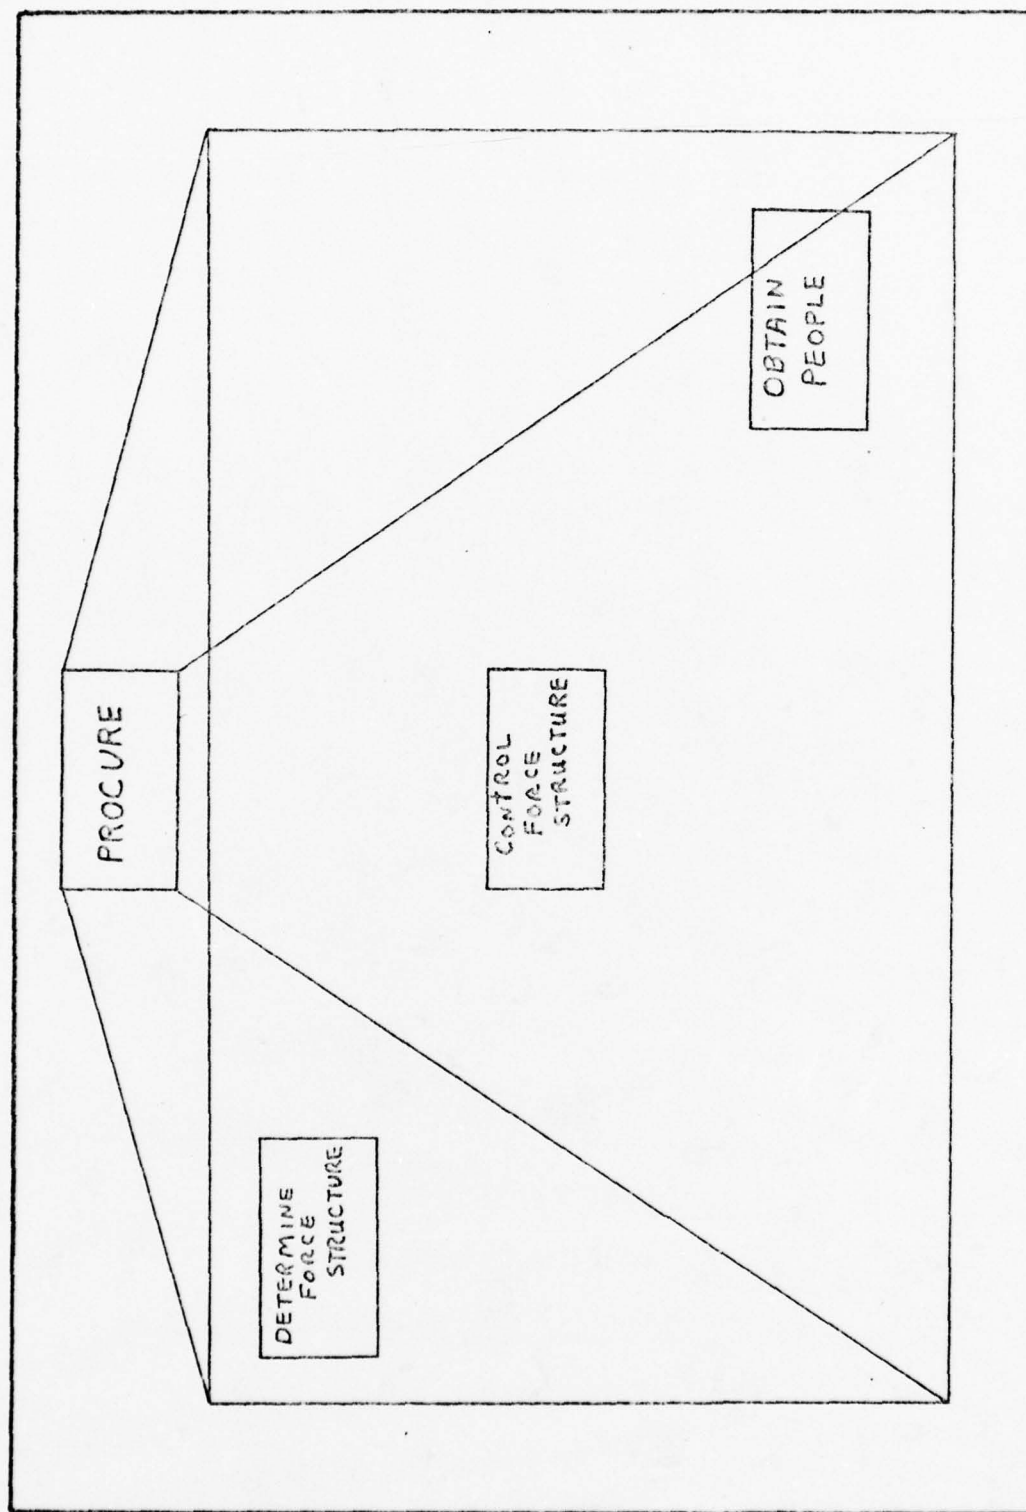 PROCURE
DETERMINE
FORCE
STRUCTURE
CONTROL
FORCE
STRUCTURE
OBTAIN
PEOPLE